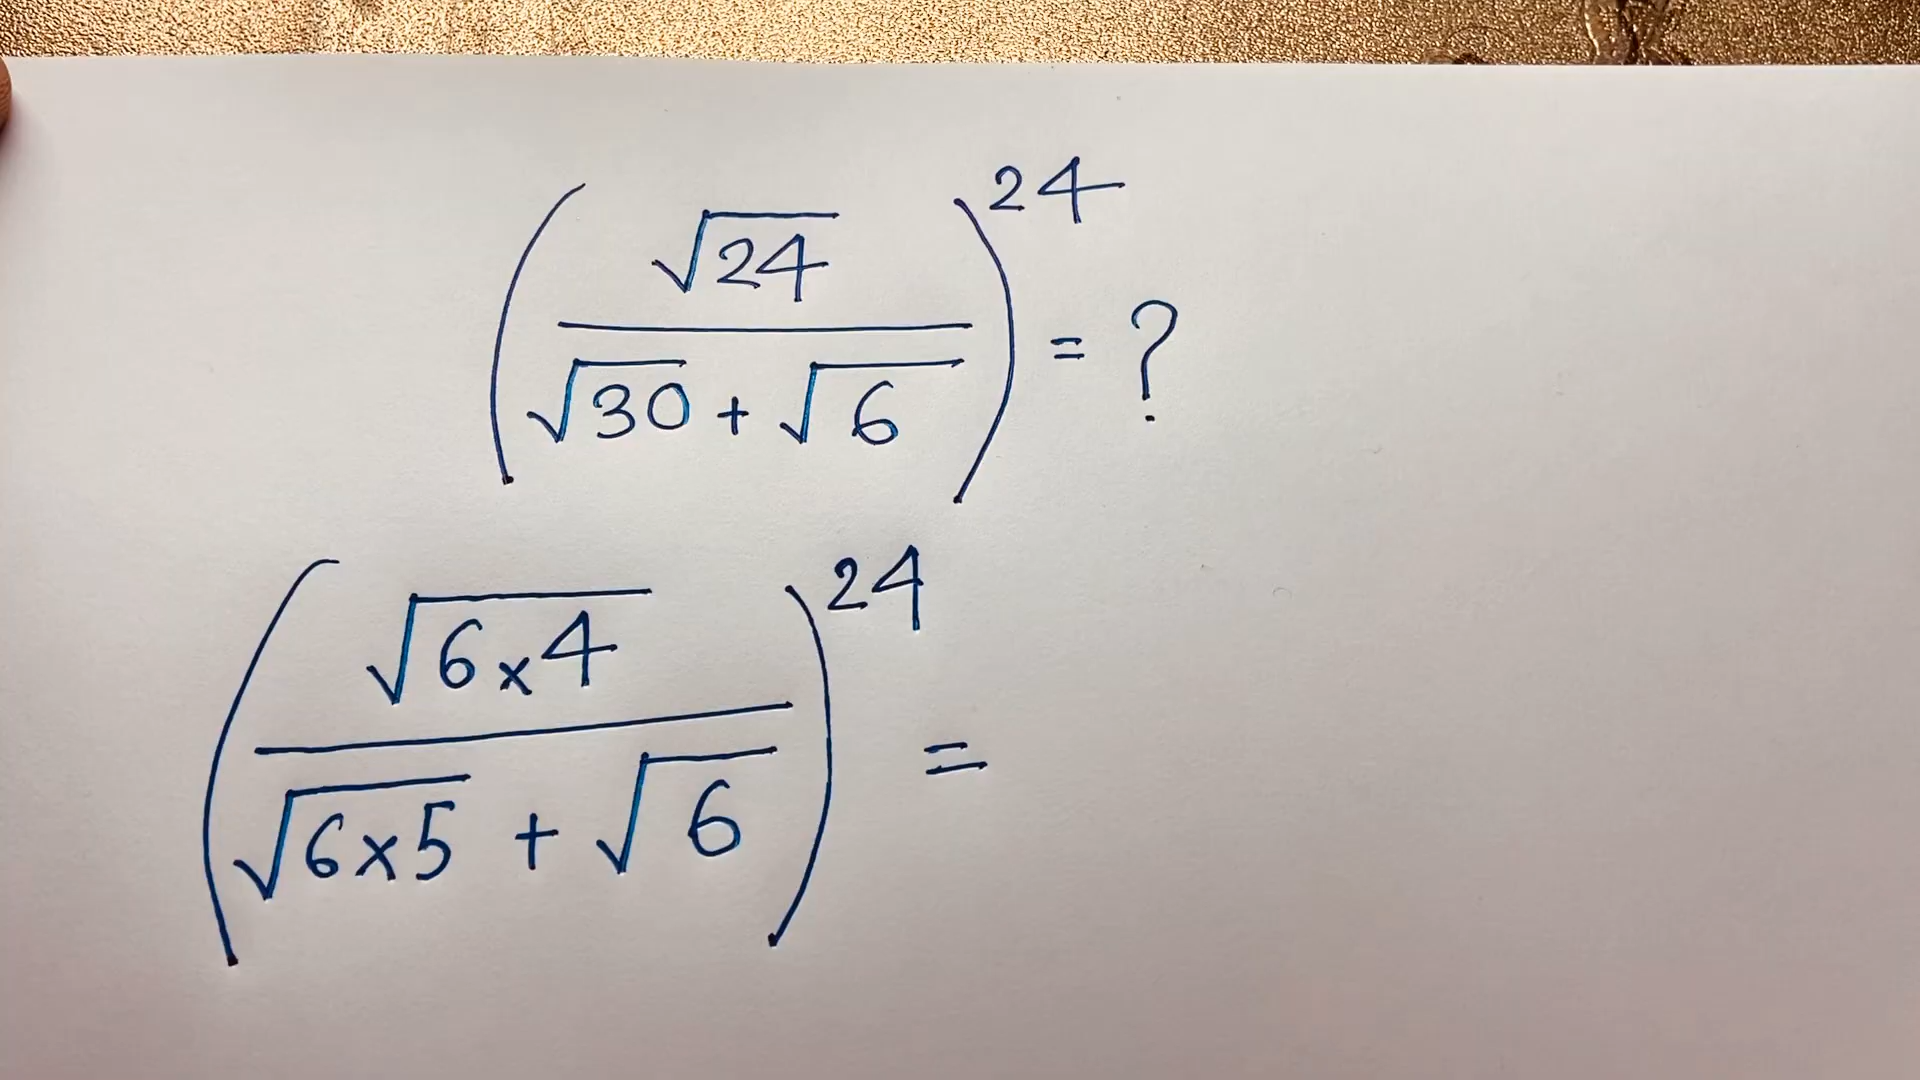 (√24 / (√30 + √6))^24 = ?
(√(6×4) / (√(6×5) + √6))^24 =